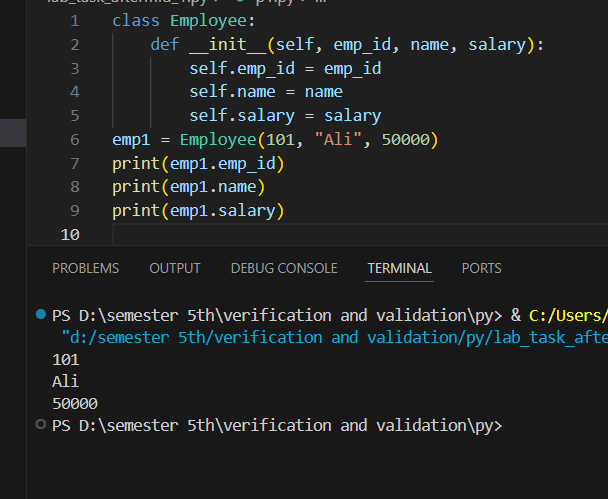 1 class Employee:
2     def __init__(self, emp_id, name, salary):
3         self.emp_id = emp_id
4         self.name = name
5         self.salary = salary
6 emp1 = Employee(101, "Ali", 50000)
7 print(emp1.emp_id)
8 print(emp1.name)
9 print(emp1.salary)
10
PROBLEMS OUTPUT DEBUG CONSOLE TERMINAL PORTS
PS D:\semester 5th\verification and validation\py> & C:/Users/
"d:/semester 5th/verification and validation/py/lab_task_afte
101
Ali
50000
PS D:\semester 5th\verification and validation\py>